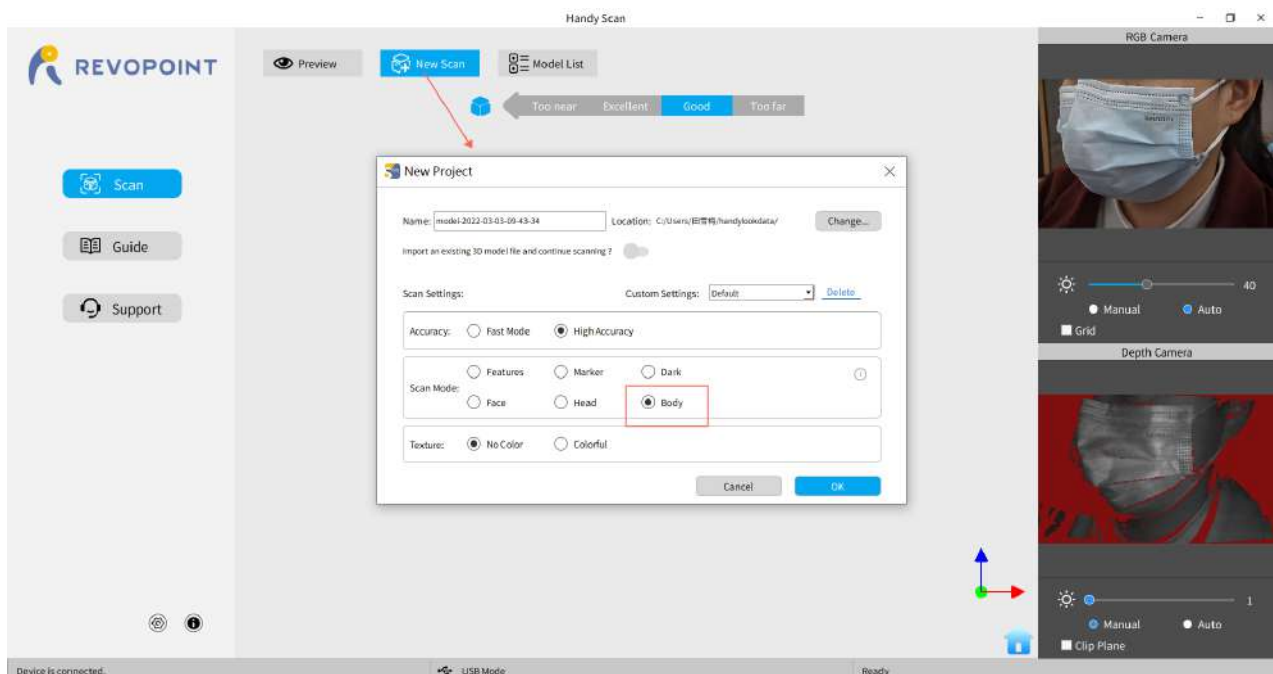 Handy Scan
REVOPOINT
Preview
New Scan
Model List
Too near Excellent Good Too far
Scan
Guide
Support
New Project
Name: model-2022-03-03-09-43-34 Location: C:/Users/田雪梅/handylookdata/ Change...
Import an existing 3D model file and continue scanning ?
Scan Settings: Custom Settings: Default Delete
Accuracy: Fast Mode High Accuracy
Scan Mode: Features Marker Dark
Face Head Body
Texture: No Color Colorful
Cancel OK
RGB Camera
40
Manual Auto
Grid
Depth Camera
1
Manual Auto
Clip Plane
Device is connected. USB Mode Ready